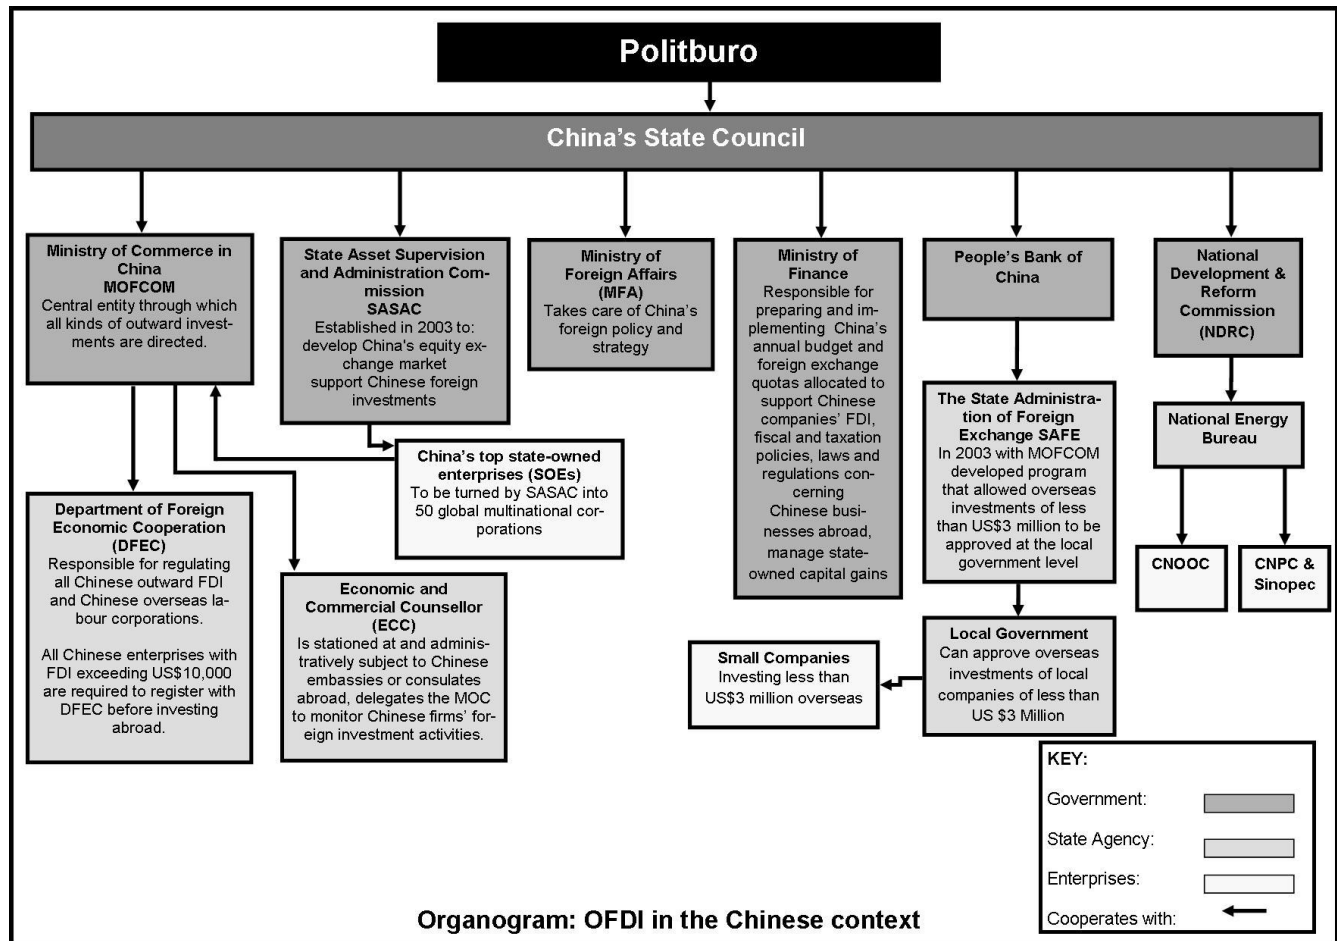 Politburo
China's State Council
Ministry of Commerce in
China
MOFCOM
Central entity through which
all kinds of outward invest-
ments are directed.
State Asset Supervision
and Administration Com-
mission
SASAC
Established in 2003 to:
develop China's equity ex-
change market
support Chinese foreign
investments
Ministry of
Foreign Affairs
(MFA)
Takes care of China's
foreign policy and
strategy
Ministry of
Finance
Responsible for
preparing and im-
plementing China's
annual budget and
foreign exchange
quotas allocated to
support Chinese
companies' FDI,
fiscal and taxation
policies, laws and
regulations con-
cerning
Chinese busi-
nesses abroad,
manage state-
owned capital gains
People's Bank of
China
National
Development &
Reform
Commission
(NDRC)
The State Administra-
tion of Foreign
Exchange SAFE
In 2003 with MOFCOM
developed program
that allowed overseas
investments of less
than US$3 million to be
approved at the local
government level
National Energy
Bureau
China's top state-owned
enterprises (SOEs)
To be turned by SASAC into
50 global multinational cor-
porations
Department of Foreign
Economic Cooperation
(DFEC)
Responsible for regulating
all Chinese outward FDI
and Chinese overseas la-
bour corporations.
All Chinese enterprises with
FDI exceeding US$10,000
are required to register with
DFEC before investing
abroad.
Economic and
Commercial Counsellor
(ECC)
Is stationed at and adminis-
tratively subject to Chinese
embassies or consulates
abroad, delegates the MOC
to monitor Chinese firms' for-
eign investment activities.
CNOOC
CNPC &
Sinopec
Small Companies
Investing less than
US$3 million overseas
Local Government
Can approve overseas
investments of local
companies of less than
US $3 Million
KEY:
Government:
State Agency:
Enterprises:
Cooperates with:
Organogram: OFDI in the Chinese context